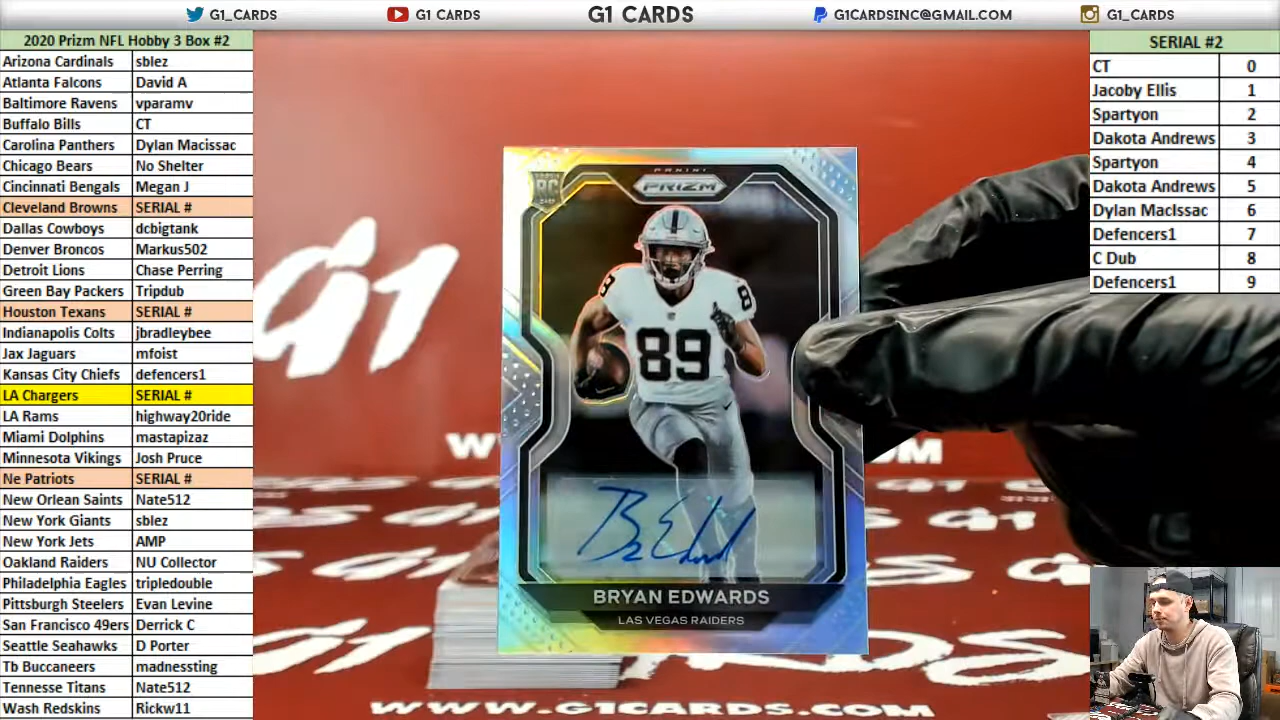 G1_CARDS
G1 CARDS
G1 CARDS
G1CARDSINC@GMAIL.COM
G1_CARDS
2020 Prizm NFL Hobby 3 Box #2
Arizona Cardinals sblez
Atlanta Falcons David A
Baltimore Ravens vparamv
Buffalo Bills CT
Carolina Panthers Dylan Macissac
Chicago Bears No Shelter
Cincinnati Bengals Megan J
Cleveland Browns SERIAL #
Dallas Cowboys dcbigtank
Denver Broncos Markus502
Detroit Lions Chase Perring
Green Bay Packers Tripdub
Houston Texans SERIAL #
Indianapolis Colts jbradleybee
Jax Jaguars mfoist
Kansas City Chiefs defencers1
LA Chargers SERIAL #
LA Rams highway20ride
Miami Dolphins mastapizaz
Minnesota Vikings Josh Pruce
Ne Patriots SERIAL #
New Orlean Saints Nate512
New York Giants sblez
New York Jets AMP
Oakland Raiders NU Collector
Philadelphia Eagles tripledouble
Pittsburgh Steelers Evan Levine
San Francisco 49ers Derrick C
Seattle Seahawks D Porter
Tb Buccaneers madnessting
Tennesse Titans Nate512
Wash Redskins Rickw11
SERIAL #2
CT 0
Jacoby Ellis 1
Spartyon 2
Dakota Andrews 3
Spartyon 4
Dakota Andrews 5
Dylan MacIssac 6
Defencers1 7
C Dub 8
Defencers1 9
G1
RC
PANINI
PRIZM
8
8
89
BRYAN EDWARDS
LAS VEGAS RAIDERS
WWW.G1CARDS.COM